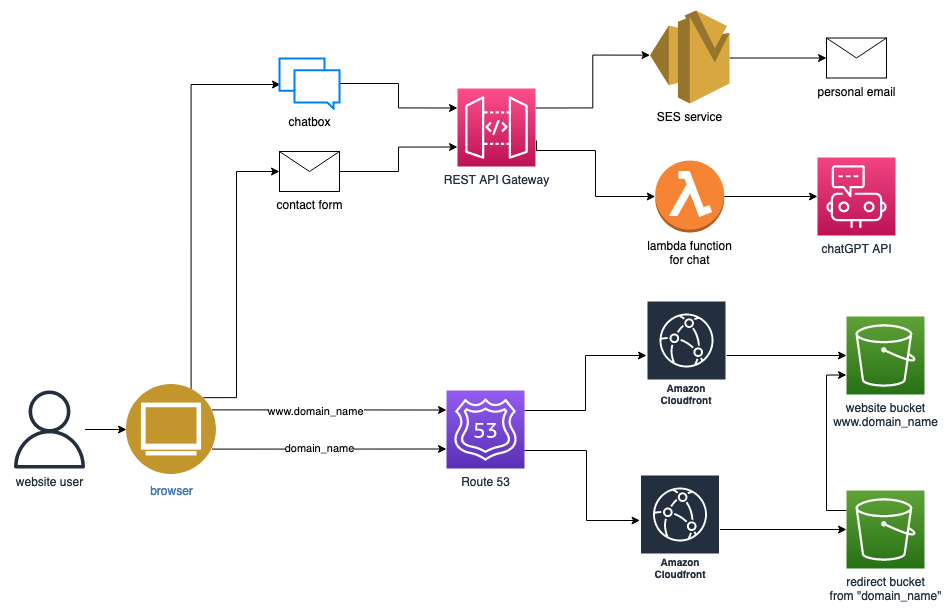 SES service
personal email
chatbox
</>
REST API Gateway
contact form
lambda function
for chat
chatGPT API
Amazon
Cloudfront
website bucket
www.domain_name
www.domain_name
domain_name
53
website user
browser
Route 53
Amazon
Cloudfront
redirect bucket
from "domain_name"